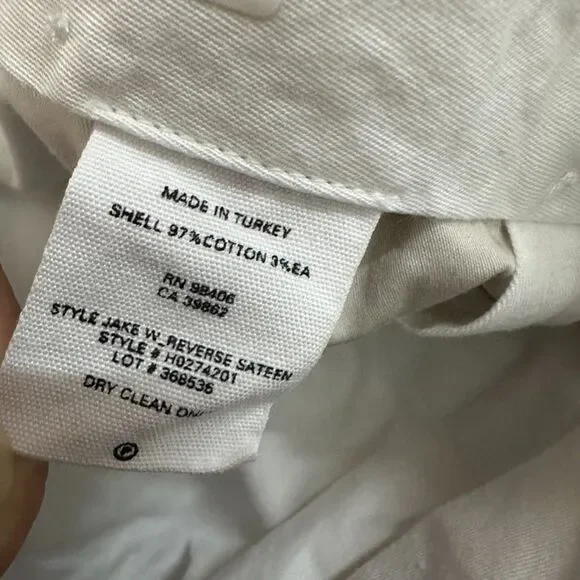 MADE IN TURKEY
SHELL 97%COTTON 3%EA
RN 98406
CA 39862
STYLE JAKE W_REVERSE SATEEN
STYLE # H0274201
LOT # 368536
DRY CLEAN
P